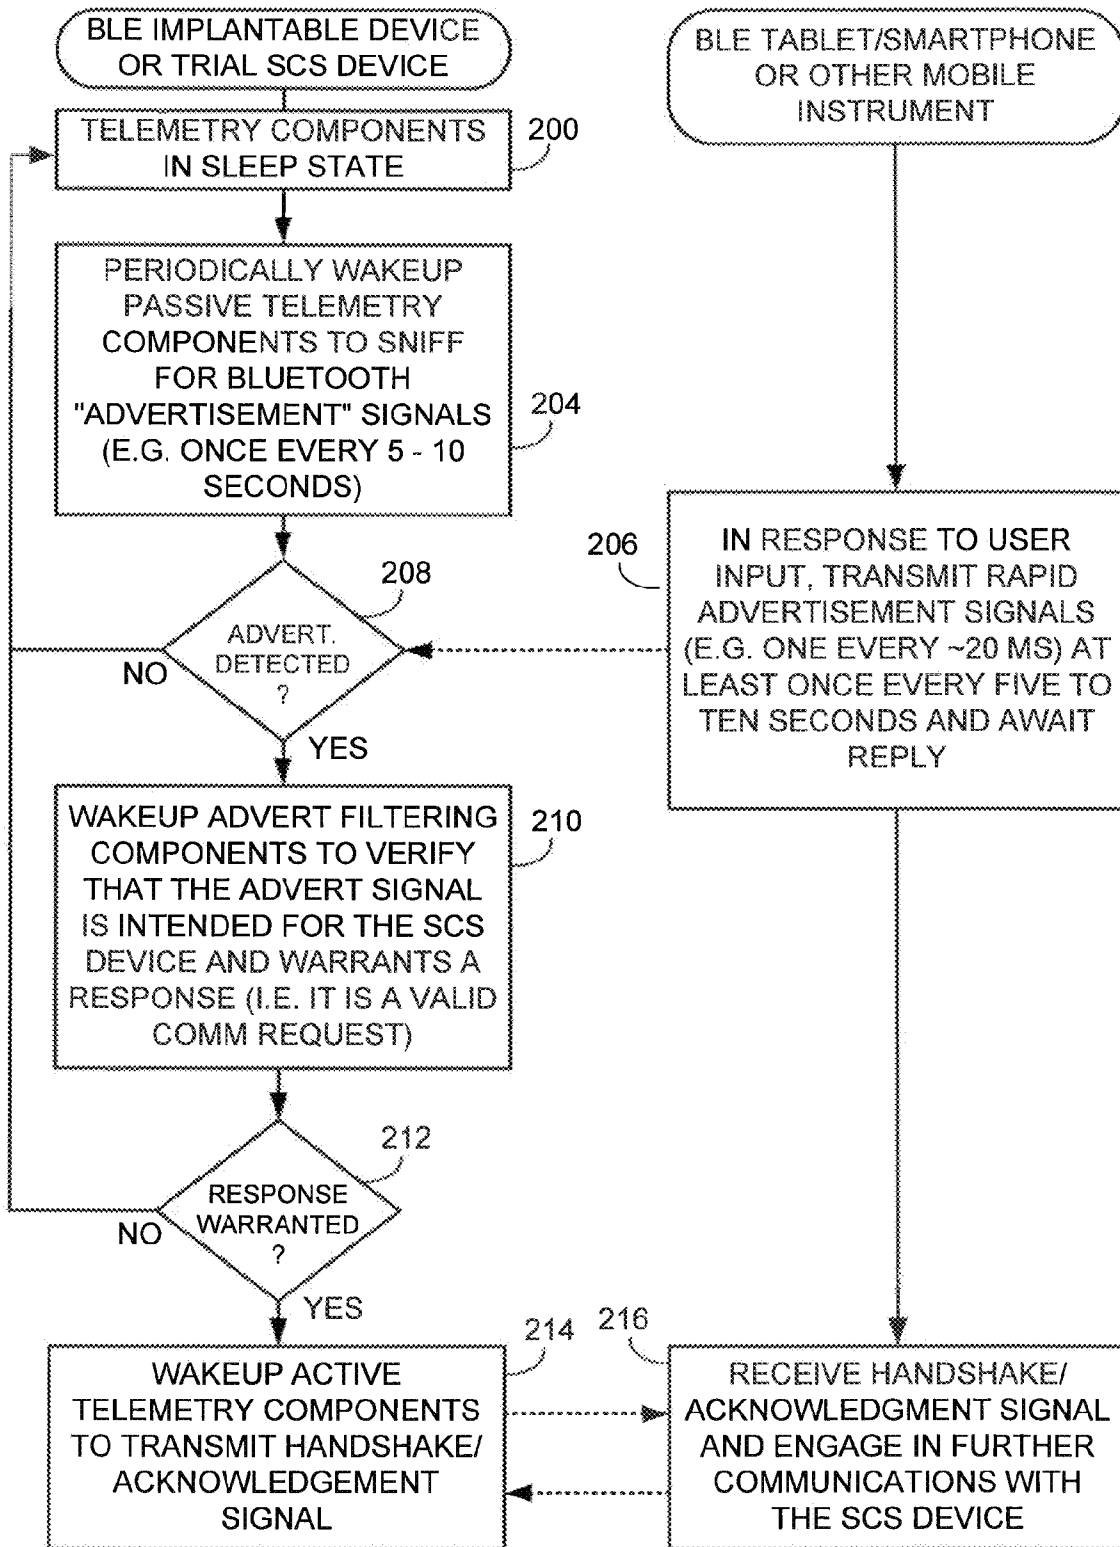 BLE IMPLANTABLE DEVICE
OR TRIAL SCS DEVICE
TELEMETRY COMPONENTS
IN SLEEP STATE
200
PERIODICALLY WAKEUP
PASSIVE TELEMETRY
COMPONENTS TO SNIFF
FOR BLUETOOTH
"ADVERTISEMENT" SIGNALS
(E.G. ONCE EVERY 5 - 10
SECONDS)
204
208
ADVERT.
DETECTED
?
NO
YES
WAKEUP ADVERT FILTERING
COMPONENTS TO VERIFY
THAT THE ADVERT SIGNAL
IS INTENDED FOR THE SCS
DEVICE AND WARRANTS A
RESPONSE (I.E. IT IS A VALID
COMM REQUEST)
210
212
RESPONSE
WARRANTED
?
NO
YES
214
WAKEUP ACTIVE
TELEMETRY COMPONENTS
TO TRANSMIT HANDSHAKE/
ACKNOWLEDGEMENT
SIGNAL
BLE TABLET/SMARTPHONE
OR OTHER MOBILE
INSTRUMENT
206
IN RESPONSE TO USER
INPUT, TRANSMIT RAPID
ADVERTISEMENT SIGNALS
(E.G. ONE EVERY ~20 MS) AT
LEAST ONCE EVERY FIVE TO
TEN SECONDS AND AWAIT
REPLY
216
RECEIVE HANDSHAKE/
ACKNOWLEDGMENT SIGNAL
AND ENGAGE IN FURTHER
COMMUNICATIONS WITH
THE SCS DEVICE